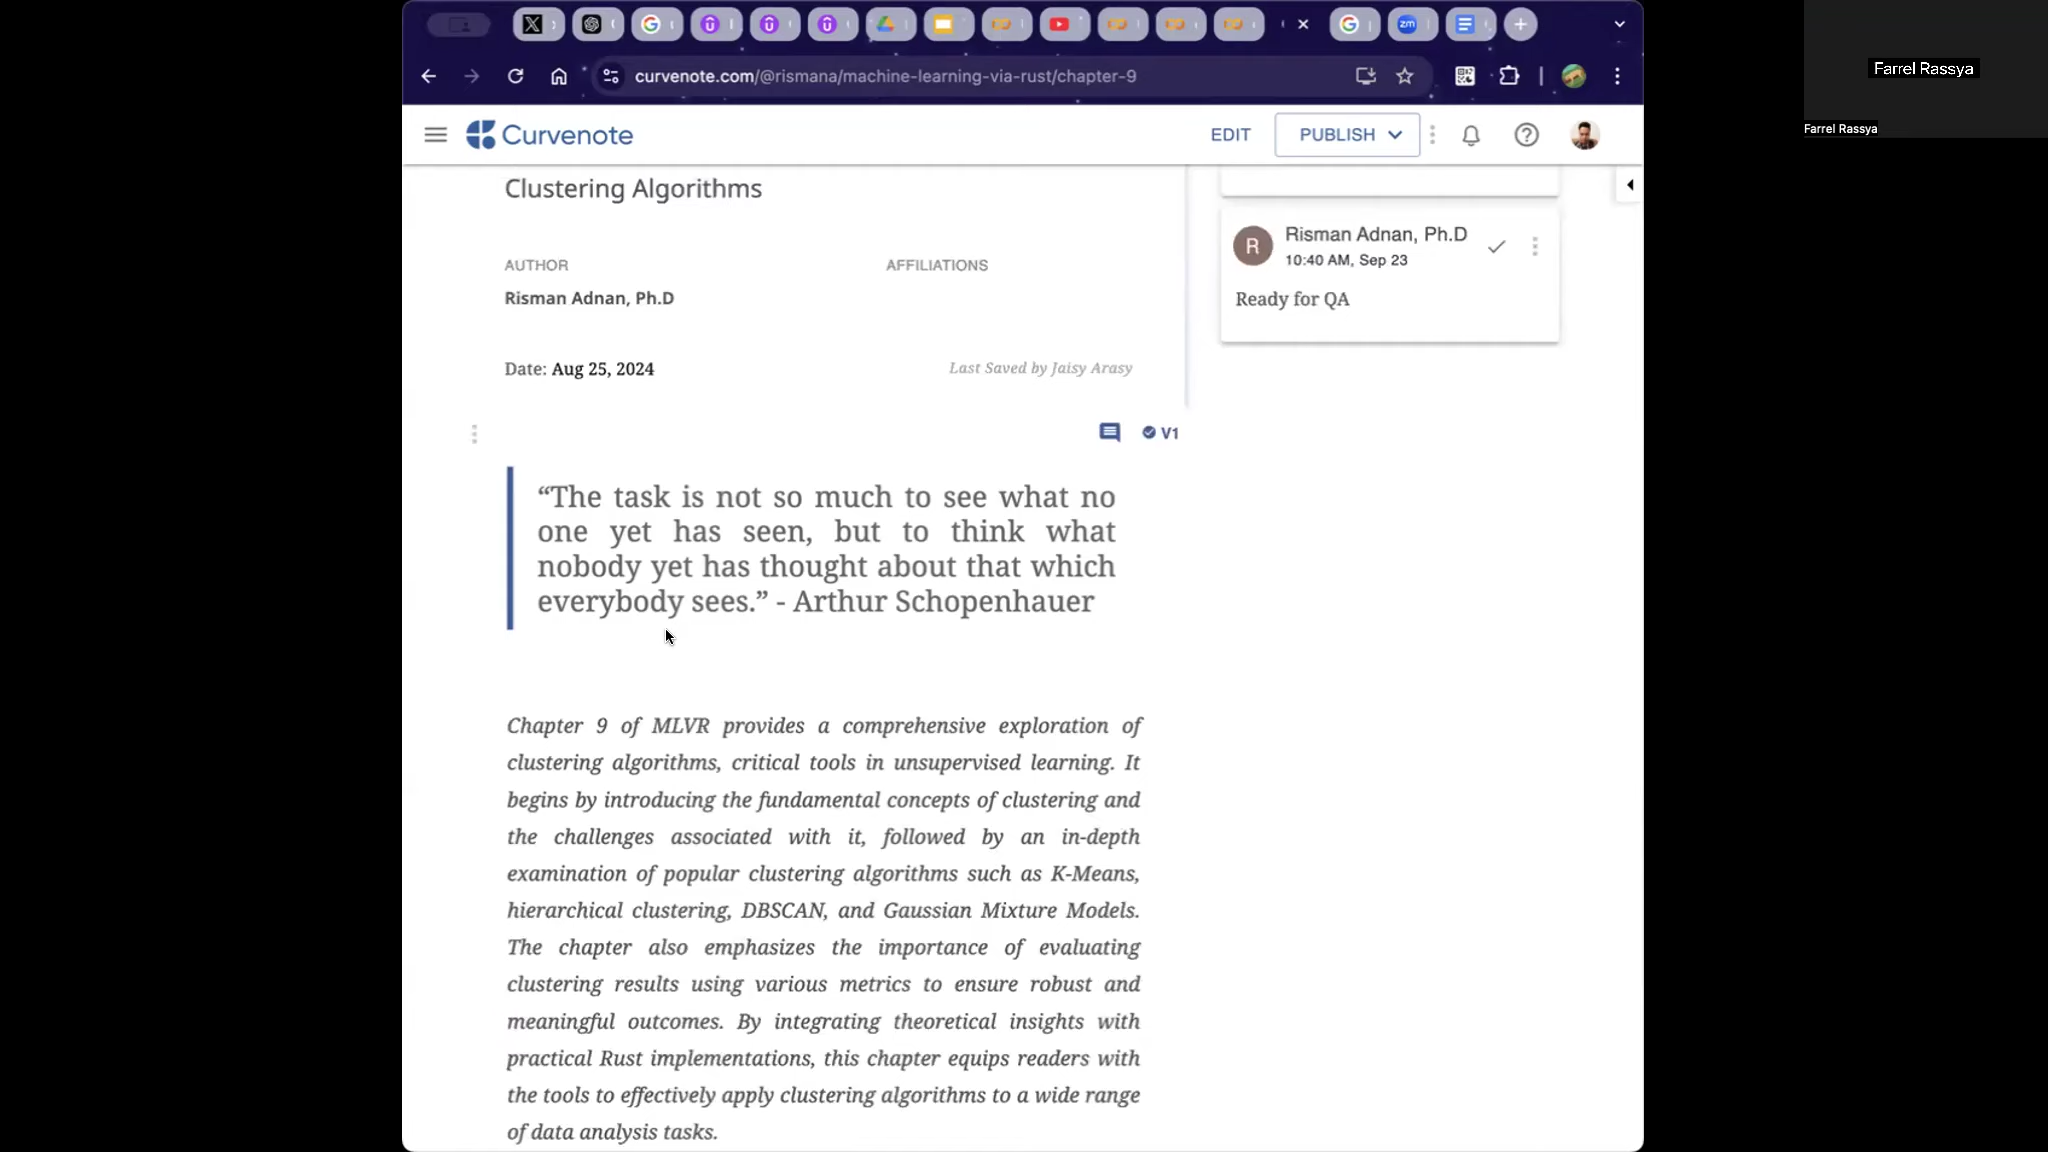 curvenote.com/@rismana/machine-learning-via-rust/chapter-9
Farrel Rassya
Farrel Rassya
Curvenote
EDIT
PUBLISH
Clustering Algorithms
AUTHOR
AFFILIATIONS
Risman Adnan, Ph.D
Date: Aug 25, 2024
Last Saved by Jaisy Arasy
R
Risman Adnan, Ph.D
10:40 AM, Sep 23
Ready for QA
V1
“The task is not so much to see what no
one yet has seen, but to think what
nobody yet has thought about that which
everybody sees.” - Arthur Schopenhauer
Chapter 9 of MLVR provides a comprehensive exploration of
clustering algorithms, critical tools in unsupervised learning. It
begins by introducing the fundamental concepts of clustering and
the challenges associated with it, followed by an in-depth
examination of popular clustering algorithms such as K-Means,
hierarchical clustering, DBSCAN, and Gaussian Mixture Models.
The chapter also emphasizes the importance of evaluating
clustering results using various metrics to ensure robust and
meaningful outcomes. By integrating theoretical insights with
practical Rust implementations, this chapter equips readers with
the tools to effectively apply clustering algorithms to a wide range
of data analysis tasks.